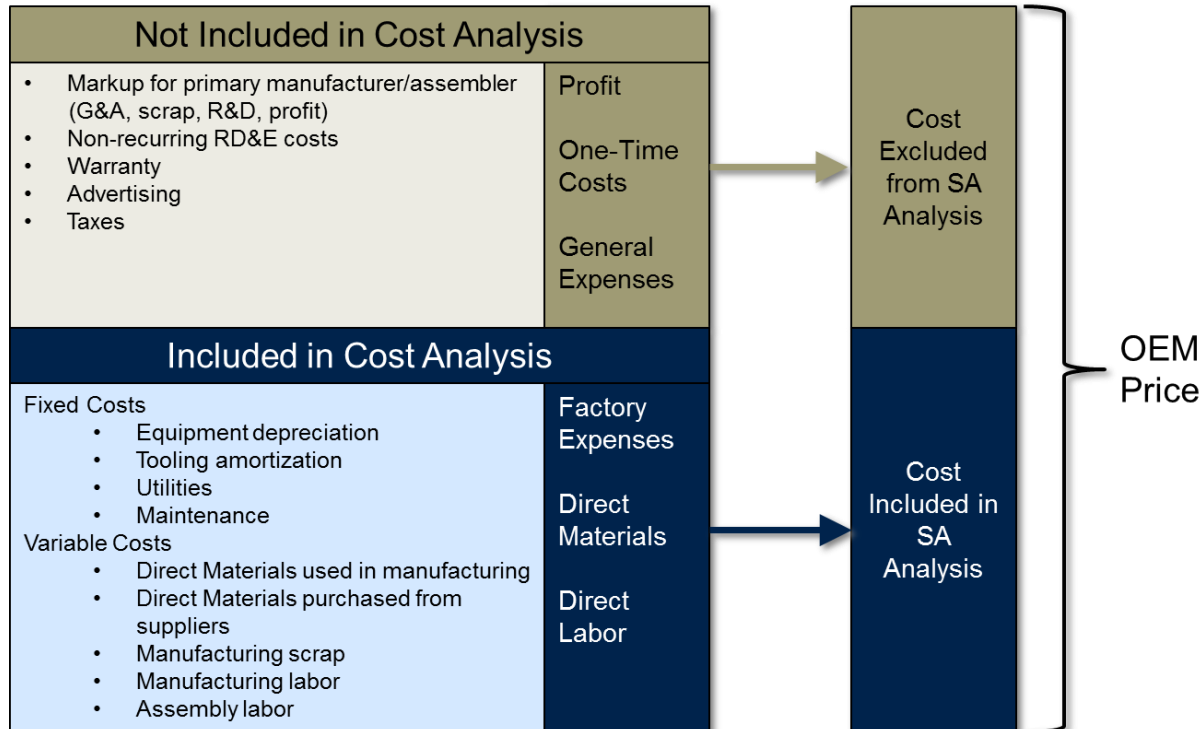 Not Included in Cost Analysis
• Markup for primary manufacturer/assembler
(G&A, scrap, R&D, profit)
• Non-recurring RD&E costs
• Warranty
• Advertising
• Taxes
Profit
One-Time
Costs
General
Expenses
Cost
Excluded
from SA
Analysis
Included in Cost Analysis
Fixed Costs
• Equipment depreciation
• Tooling amortization
• Utilities
• Maintenance
Variable Costs
• Direct Materials used in manufacturing
• Direct Materials purchased from
suppliers
• Manufacturing scrap
• Manufacturing labor
• Assembly labor
Factory
Expenses
Direct
Materials
Direct
Labor
Cost
Included in
SA
Analysis
OEM
Price